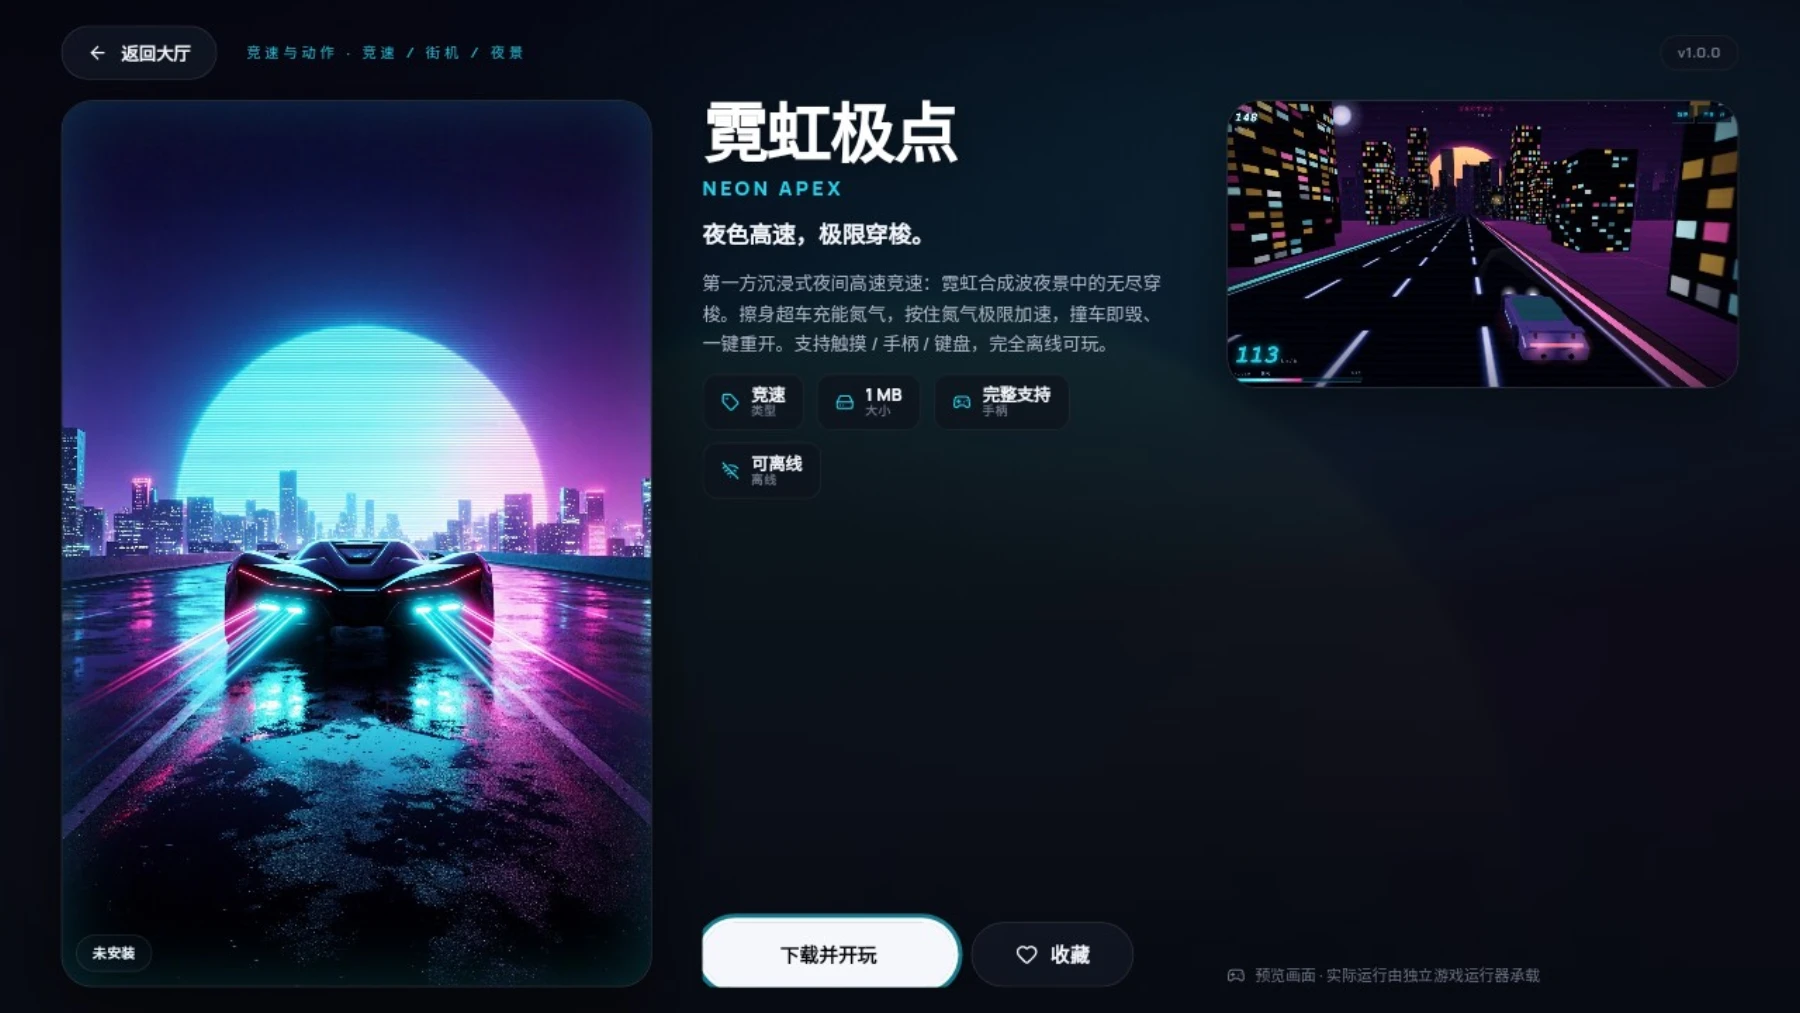 返回大厅
竞速与动作 · 竞速 / 街机 / 夜景
v1.0.0
霓虹极点
NEON APEX
夜色高速，极限穿梭。
第一方沉浸式夜间高速竞速：霓虹合成波夜景中的无尽穿
梭。擦身超车充能氮气，按住氮气极限加速，撞车即毁、
一键重开。支持触摸 / 手柄 / 键盘，完全离线可玩。
竞速
类型
1 MB
大小
完整支持
手柄
可离线
离线
148
113
未安装
下载并开玩
收藏
预览画面 · 实际运行由独立游戏运行器承载